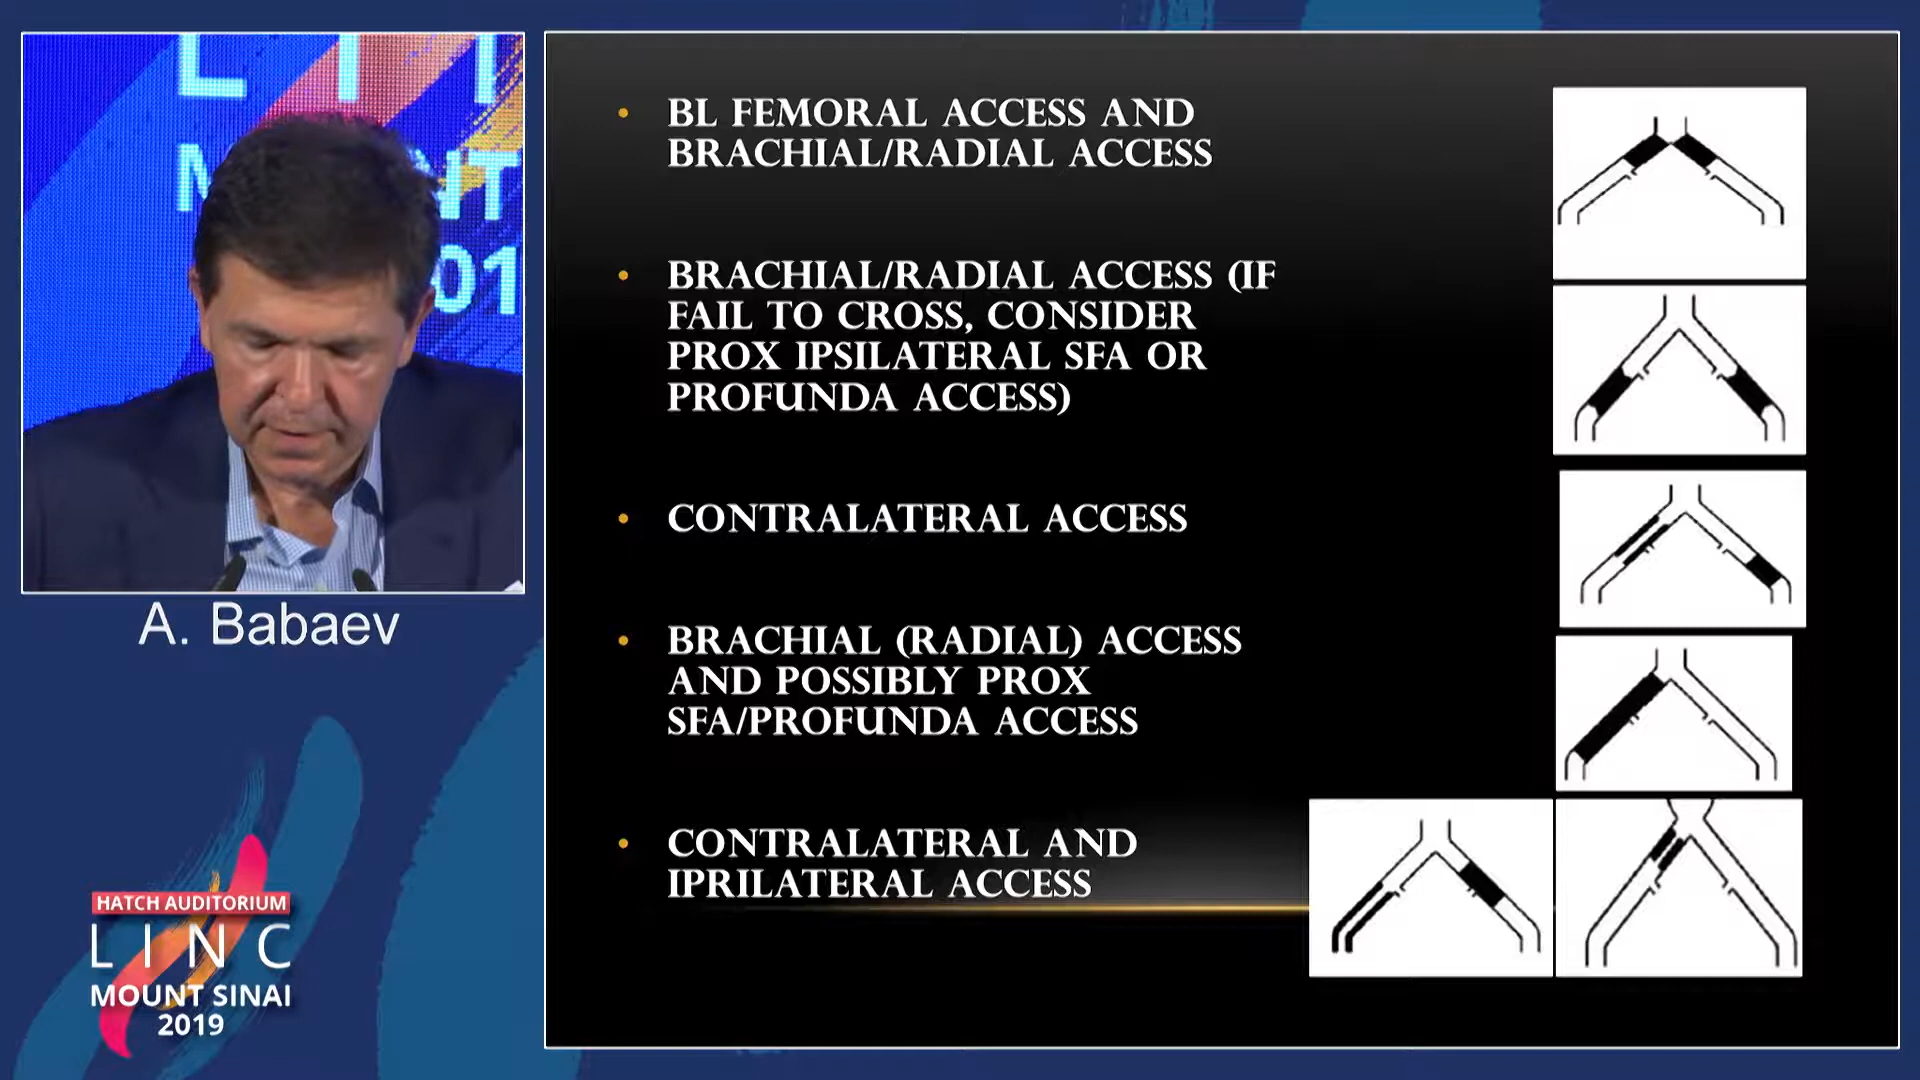 L I N
MOUNT
201
A. Babaev
HATCH AUDITORIUM
LINC
MOUNT SINAI
2019
• BL FEMORAL ACCESS AND
BRACHIAL/RADIAL ACCESS
• BRACHIAL/RADIAL ACCESS (IF
FAIL TO CROSS, CONSIDER
PROX IPSILATERAL SFA OR
PROFUNDA ACCESS)
• CONTRALATERAL ACCESS
• BRACHIAL (RADIAL) ACCESS
AND POSSIBLY PROX
SFA/PROFUNDA ACCESS
• CONTRALATERAL AND
IPRILATERAL ACCESS